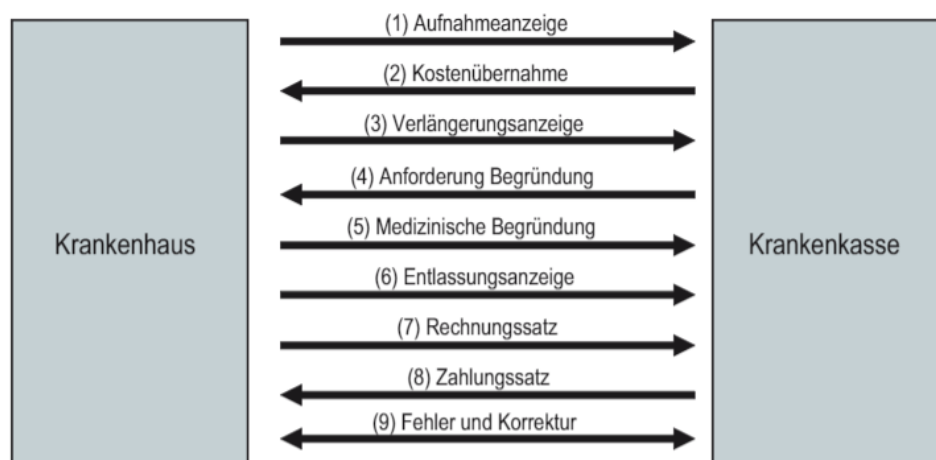 (1) Aufnahmeanzeige
(2) Kostenübernahme
(3) Verlängerungsanzeige
(4) Anforderung Begründung
(5) Medizinische Begründung
Krankenhaus
Krankenkasse
(6) Entlassungsanzeige
(7) Rechnungssatz
(8) Zahlungssatz
(9) Fehler und Korrektur